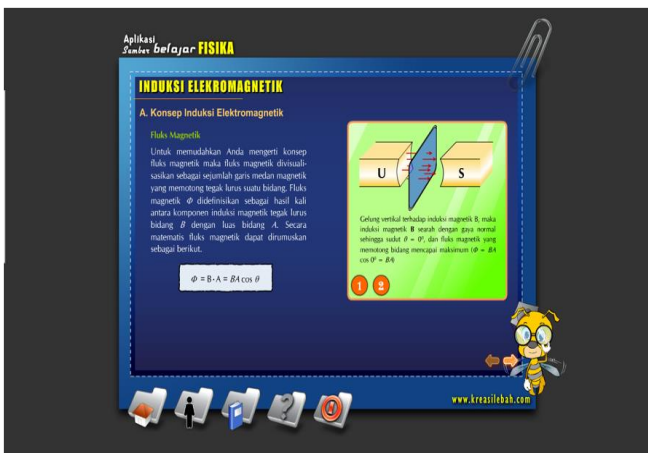 Aplikasi
Sumber belajar FISIKA
INDUKSI ELEKROMAGNETIK
A. Konsep Induksi Elektromagnetik
Fluks Magnetik
Untuk memudahkan Anda mengerti konsep
fluks magnetik maka fluks magnetik divisuali-
sasikan sebagai sejumlah garis medan magnetik
yang memotong tegak lurus suatu bidang. Fluks
magnetik Φ didefinisikan sebagai hasil kali
antara komponen induksi magnetik tegak lurus
bidang B dengan luas bidang A. Secara
matematis fluks magnetik dapat dirumuskan
sebagai berikut.
Φ = B · A = BA cos θ
U S
Gelung vertikal terhadap induksi magnetik B, maka
induksi magnetik B searah dengan gaya normal
sehingga sudut θ = 0⁰, dan fluks magnetik yang
memotong bidang mencapai maksimum (Φ = BA
cos 0⁰ = BA)
1 2
www.kreasilebah.com